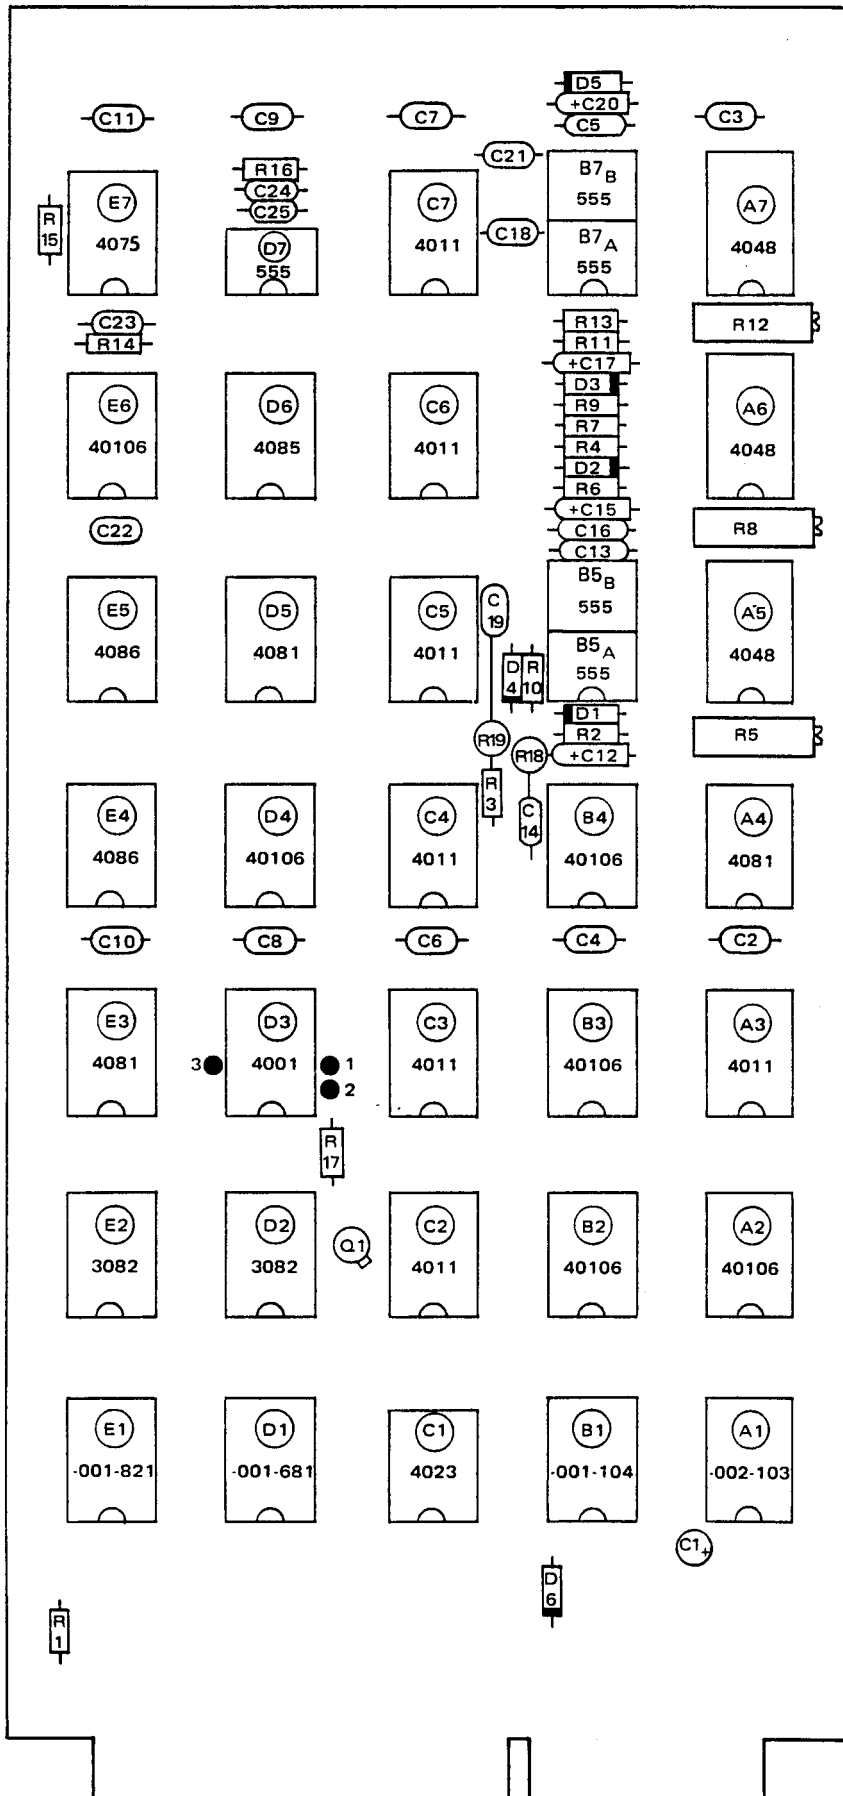 D5
+C20
C11
C9
C7
C5
C3
C21
R16
C24
C25
R
15
E7
4075
D7
555
C7
4011
C18
B7B
555
B7A
555
A7
4048
C23
R14
R13
R11
+C17
D3
R9
R7
R4
D2
R6
+C15
C16
C13
R12
E6
40106
D6
4085
C6
4011
A6
4048
C22
R8
E5
4086
D5
4081
C5
4011
C
19
B5B
555
B5A
555
A5
4048
D
4
R
10
D1
R2
+C12
R5
R19
R18
R
3
C
14
E4
4086
D4
40106
C4
4011
B4
40106
A4
4081
C10
C8
C6
C4
C2
E3
4081
3
D3
4001
1
2
C3
4011
B3
40106
A3
4011
R
17
E2
3082
D2
3082
Q1
C2
4011
B2
40106
A2
40106
E1
-001-821
D1
-001-681
C1
4023
B1
-001-104
A1
-002-103
C1+
D
6
R
1